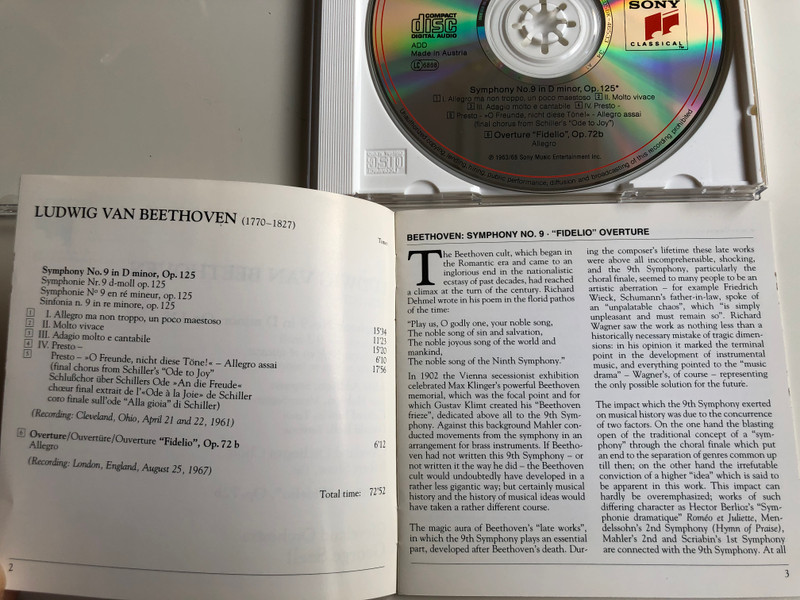 COMPACT
disc
DIGITAL AUDIO
ADD
Made in Austria
LC 6868
SONY
CLASSICAL
Symphony No.9 in D minor, Op.125*
1 I. Allegro ma non troppo, un poco maestoso 2 II. Molto vivace
3 III. Adagio molto e cantabile 4 IV. Presto -
5 Presto - »O Freunde, nicht diese Töne!« - Allegro assai
(final chorus from Schiller's "Ode to Joy")
6 Overture "Fidelio", Op.72b
Allegro
℗ 1963/68 Sony Music Entertainment Inc.
public performance, diffusion and broadcasting of this recording prohibited
LUDWIG VAN BEETHOVEN (1770–1827)
Symphony No. 9 in D minor, Op. 125
Symphonie Nr. 9 d-moll op. 125
Symphonie Nº 9 en ré mineur, op. 125
Sinfonia n. 9 in re minore, op. 125
1 I. Allegro ma non troppo, un poco maestoso 15'34
2 II. Molto vivace 11'23
3 III. Adagio molto e cantabile 15'20
4 IV. Presto – 6'10
5 Presto – »O Freunde, nicht diese Töne!« – Allegro assai 17'56
(final chorus from Schiller's "Ode to Joy")
Schlußchor über Schillers Ode »An die Freude«
chœur final extrait de l'«Ode à la Joie» de Schiller
coro finale sull'ode "Alla gioia" di Schiller)
(Recording: Cleveland, Ohio, April 21 and 22, 1961)
6 Overture/Ouvertüre/Ouverture "Fidelio", Op. 72 b 6'12
Allegro
(Recording: London, England, August 25, 1967)
Total time: 72'52
2
BEETHOVEN: SYMPHONY NO. 9 · "FIDELIO" OVERTURE
The Beethoven cult, which began in
the Romantic era and came to an
inglorious end in the nationalistic
ecstasy of past decades, had reached
a climax at the turn of the century. Richard
Dehmel wrote in his poem in the florid pathos
of the time:
"Play us, O godly one, your noble song,
The noble song of sin and salvation,
The noble joyous song of the world and
mankind,
The noble song of the Ninth Symphony."
In 1902 the Vienna secessionist exhibition
celebrated Max Klinger's powerful Beethoven
memorial, which was the focal point and for
which Gustav Klimt created his "Beethoven
frieze", dedicated above all to the 9th Sym-
phony. Against this background Mahler con-
ducted movements from the symphony in an
arrangement for brass instruments. If Beetho-
ven had not written this 9th Symphony – or
not written it the way he did – the Beethoven
cult would undoubtedly have developed in a
rather less gigantic way; but certainly musical
history and the history of musical ideas would
have taken a rather different course.
The magic aura of Beethoven's "late works",
in which the 9th Symphony plays an essential
part, developed after Beethoven's death. Dur-
ing the composer's lifetime these late works
were above all incomprehensible, shocking,
and the 9th Symphony, particularly the
choral finale, seemed to many people to be an
artistic aberration – for example Friedrich
Wieck, Schumann's father-in-law, spoke of
an "unpalatable chaos", which "is simply
unpleasant and must remain so". Richard
Wagner saw the work as nothing less than a
historically necessary mistake of tragic dimen-
sions: in his opinion it marked the terminal
point in the development of instrumental
music, and everything pointed to the "music
drama" – Wagner's, of course – representing
the only possible solution for the future.
The impact which the 9th Symphony exerted
on musical history was due to the concurrence
of two factors. On the one hand the blasting
open of the traditional concept of a "sym-
phony" through the choral finale which put
an end to the separation of genres common up
till then; on the other hand the irrefutable
conviction of a higher "idea" which is said to
be apparent in this work. This impact can
hardly be overemphasized; works of such
differing character as Hector Berlioz's "Sym-
phonie dramatique" Roméo et Juliette, Men-
delssohn's 2nd Symphony (Hymn of Praise),
Mahler's 2nd and Scriabin's 1st Symphony
are connected with the 9th Symphony. At all
3